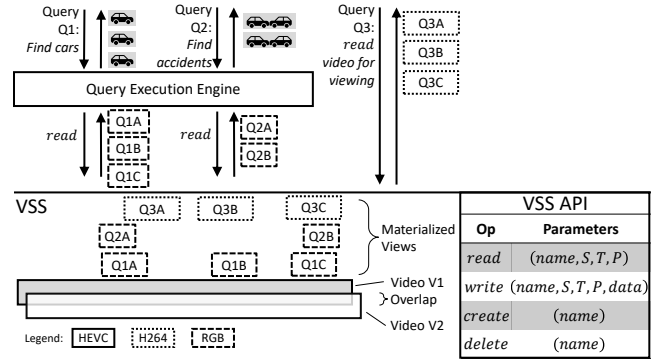 Query
Q1:
Find cars
Query
Q2:
Find
accidents
Query
Q3:
read
video for
viewing
Q3A
Q3B
Q3C
Query Execution Engine
read
Q1A
Q1B
Q1C
read
Q2A
Q2B
VSS
Q3A Q3B Q3C
Q2A Q2B
Q1A Q1B Q1C
Materialized
Views
Video V1
Overlap
Video V2
Legend: HEVC H264 RGB
VSS API
Op Parameters
read (name, S, T, P)
write (name, S, T, P, data)
create (name)
delete (name)